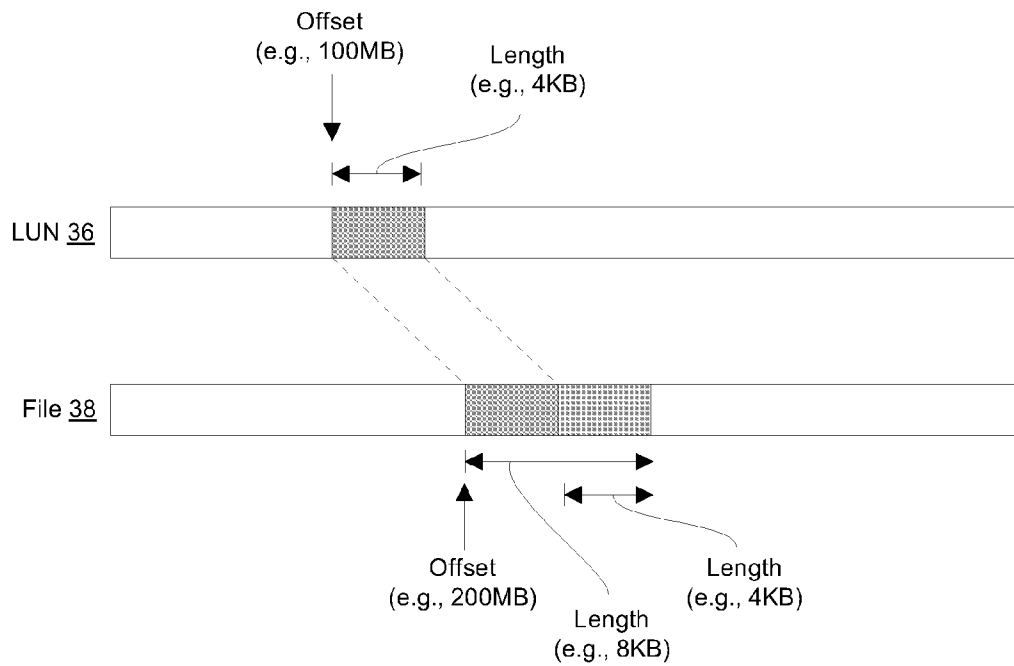 Offset
(e.g., 100MB)
Length
(e.g., 4KB)
LUN 36
File 38
Offset
(e.g., 200MB)
Length
(e.g., 4KB)
Length
(e.g., 8KB)